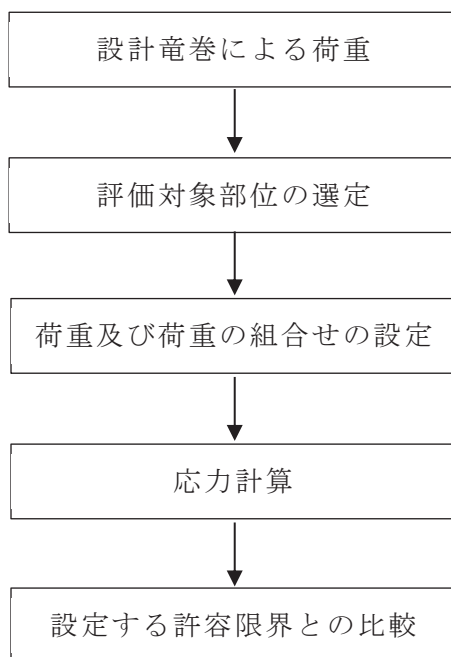 設計竜巻による荷重
評価対象部位の選定
荷重及び荷重の組合せの設定
応力計算
設定する許容限界との比較